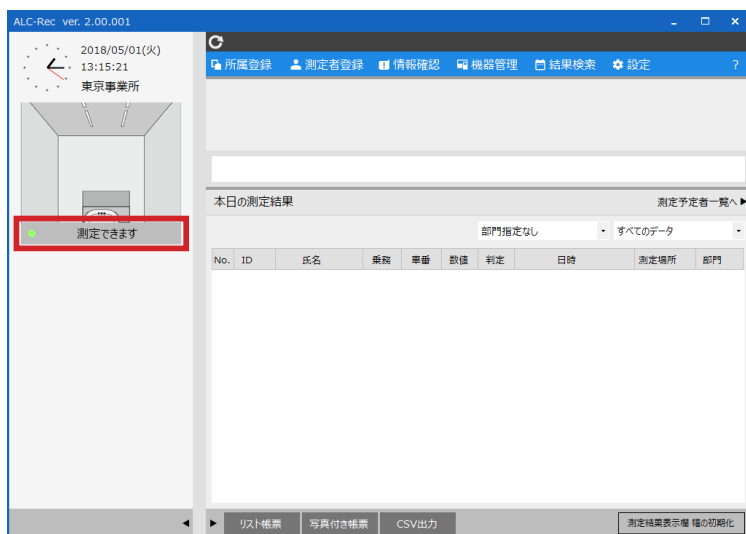 ALC-Rec ver. 2.00.001
2018/05/01(火)
13:15:21
東京事業所
測定できます
所属登録 測定者登録 情報確認 機器管理 結果検索 設定 ?
本日の測定結果 測定予定者一覧へ▶
部門指定なし すべてのデータ
No. ID 氏名 乗務 車番 数値 判定 日時 測定場所 部門
リスト帳票 写真付き帳票 CSV出力 測定結果表示欄 幅の初期化